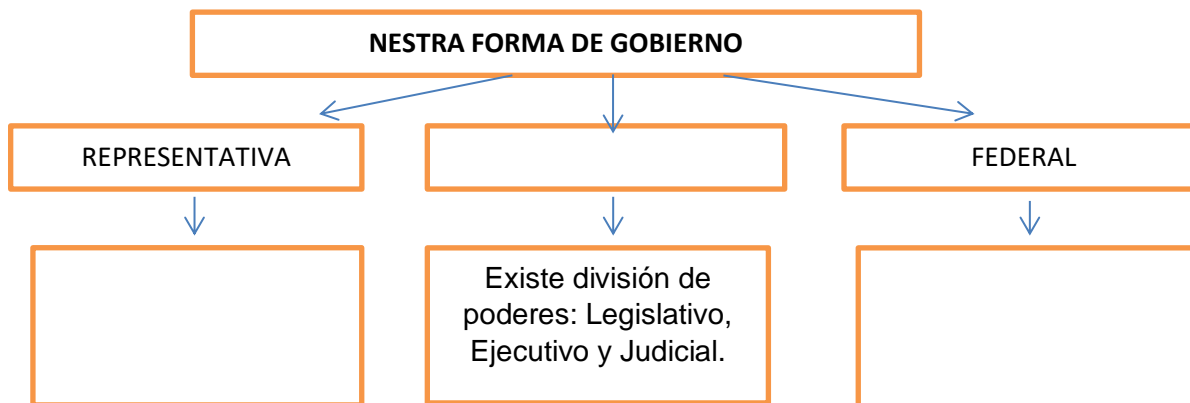 NESTRA FORMA DE GOBIERNO
REPRESENTATIVA
FEDERAL
Existe división de
poderes: Legislativo,
Ejecutivo y Judicial.